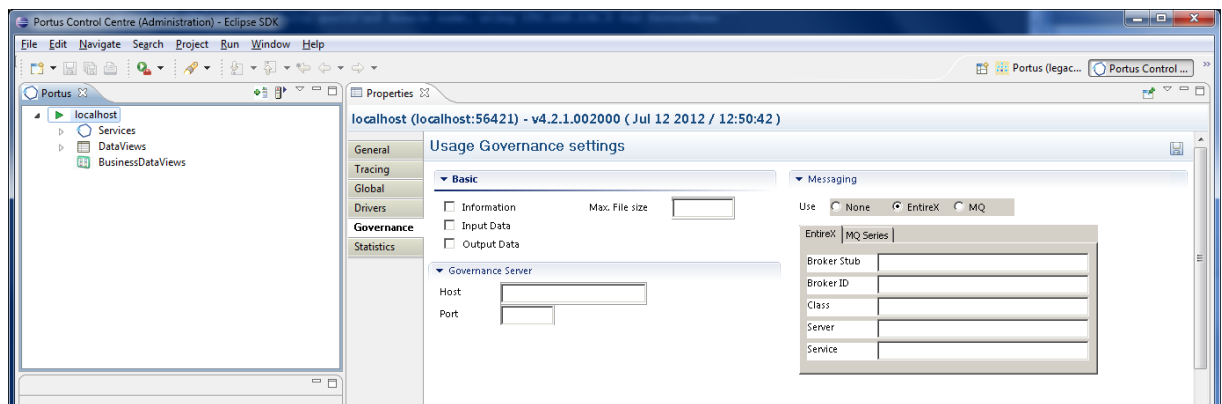 Portus Control Centre (Administration) - Eclipse SDK
File Edit Navigate Search Project Run Window Help
Portus (legac... Portus Control ...
Portus
localhost
Services
DataViews
BusinessDataViews
Properties
localhost (localhost:56421) - v4.2.1.002000 ( Jul 12 2012 / 12:50:42 )
General
Tracing
Global
Drivers
Governance
Statistics
Usage Governance settings
Basic
Information Max. File size
Input Data
Output Data
Governance Server
Host
Port
Messaging
Use None EntireX MQ
EntireX MQ Series
Broker Stub
Broker ID
Class
Server
Service